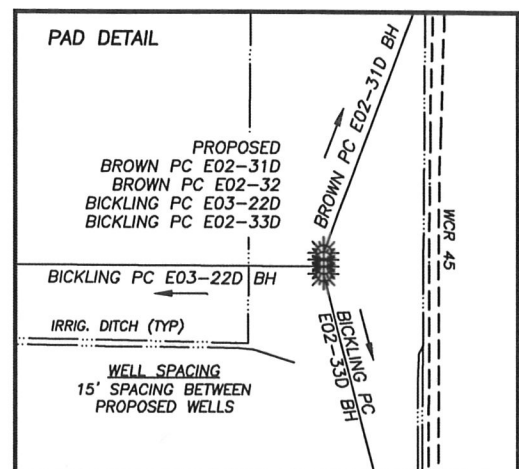 PAD DETAIL
PROPOSED
BROWN PC E02-31D
BROWN PC E02-32
BICKLING PC E03-22D
BICKLING PC E02-33D
BROWN PC E02-31D BH
WCR 45
BICKLING PC E03-22D BH
IRRIG. DITCH (TYP)
BICKLING PC
E02-33D BH
WELL SPACING
15' SPACING BETWEEN
PROPOSED WELLS